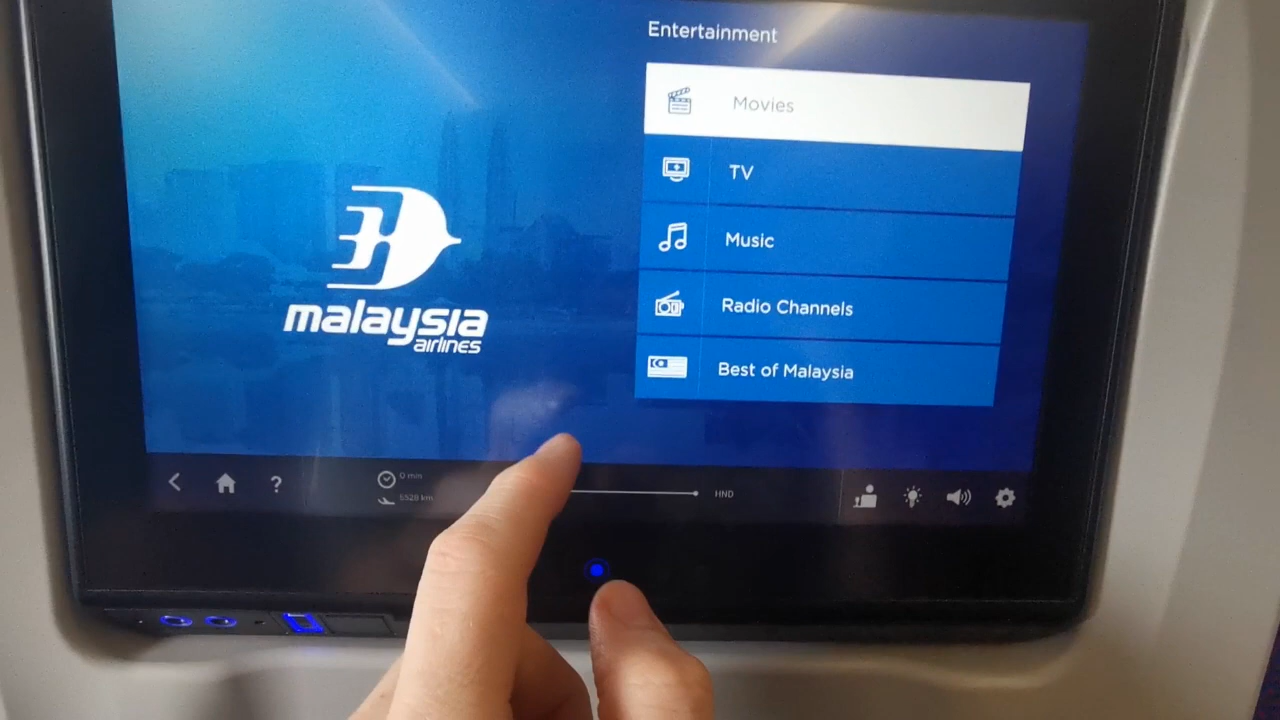 Entertainment
Movies
TV
Music
Radio Channels
Best of Malaysia
malaysia
airlines
?
0 min
5528 km
HND